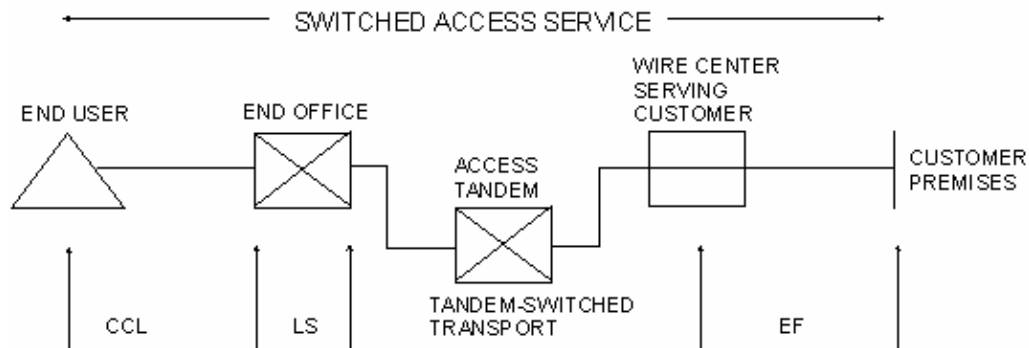 SWITCHED ACCESS SERVICE
WIRE CENTER
SERVING
CUSTOMER
END USER
END OFFICE
ACCESS
TANDEM
CUSTOMER
PREMISES
TANDEM-SWITCHED
TRANSPORT
CCL
LS
EF